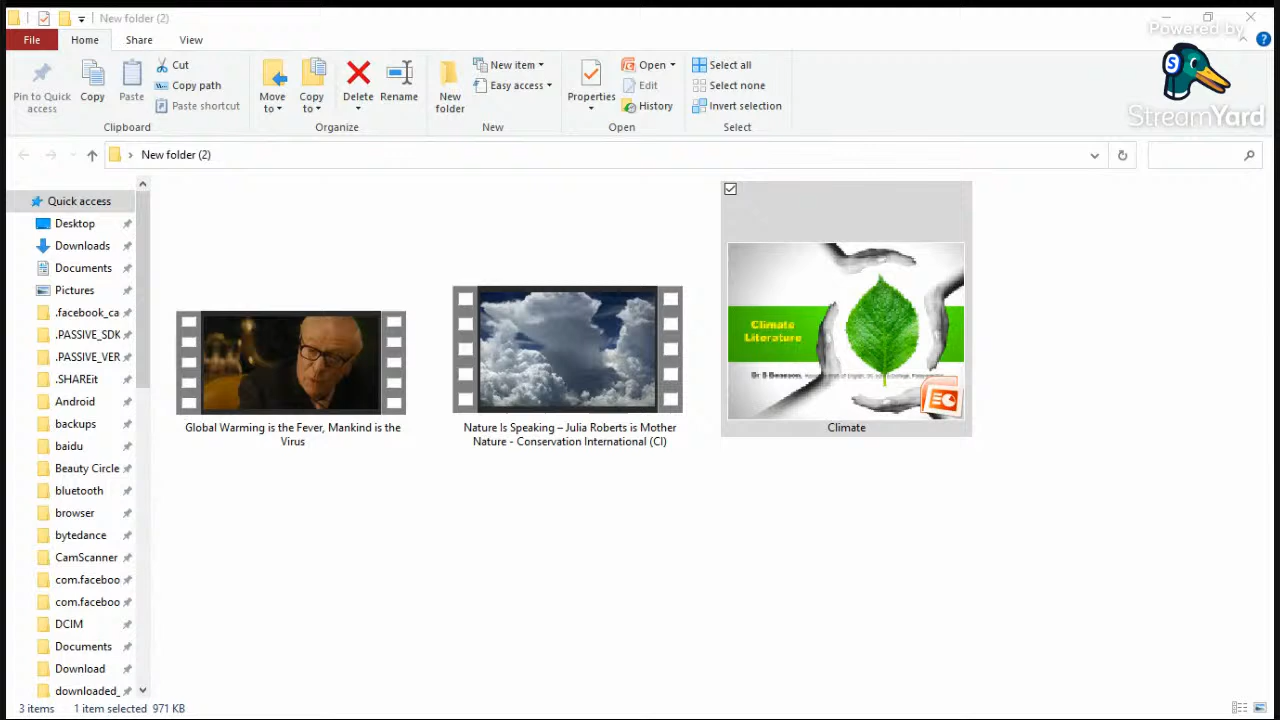 New folder (2)
Powered by
StreamYard
File
Home
Share
View
Pin to Quick
access
Copy
Paste
Cut
Copy path
Paste shortcut
Clipboard
Move
to
Copy
to
Delete
Rename
Organize
New
folder
New item
Easy access
New
Properties
Open
Edit
History
Open
Select all
Select none
Invert selection
Select
New folder (2)
Quick access
Desktop
Downloads
Documents
Pictures
.facebook_ca
.PASSIVE_SDK
.PASSIVE_VER
.SHAREit
Android
backups
baidu
Beauty Circle
bluetooth
browser
bytedance
CamScanner
com.faceboo
com.faceboo
DCIM
Documents
Download
downloaded_
Global Warming is the Fever, Mankind is the
Virus
Nature Is Speaking – Julia Roberts is Mother
Nature - Conservation International (CI)
Climate
Literature
Climate
3 items
1 item selected
971 KB